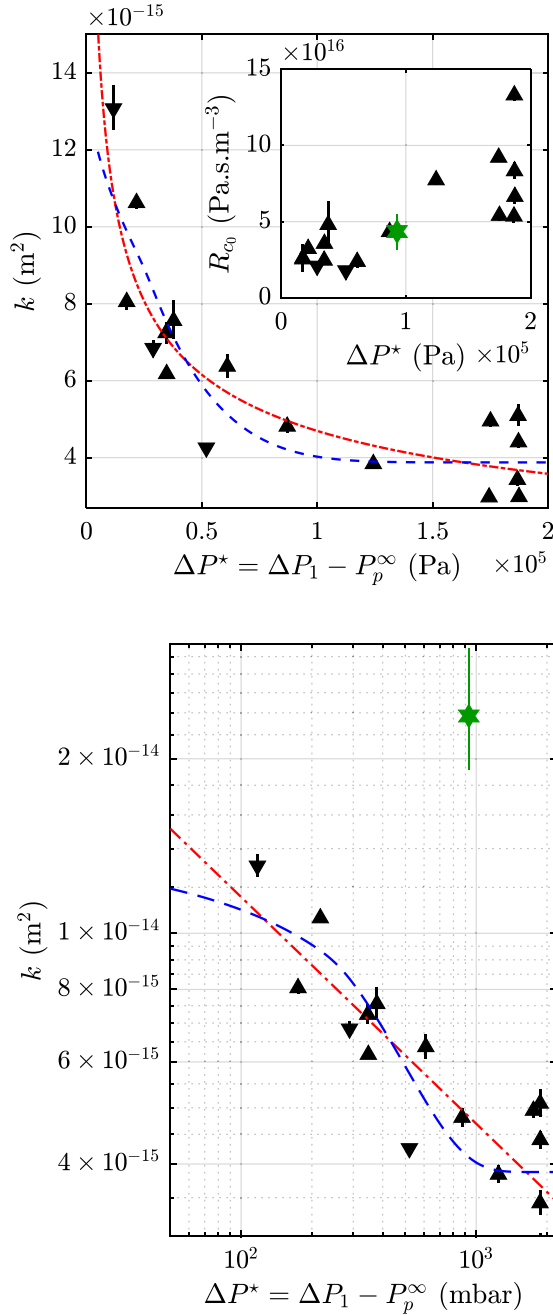 ×10⁻¹⁵
×10¹⁶
14
12
10
8
6
4
k (m²)
15
10
5
0
R_{c₀} (Pa.s.m⁻³)
0 1 2
ΔP⋆ (Pa) ×10⁵
0 0.5 1 1.5 2
ΔP⋆ = ΔP₁ − P_p^∞ (Pa) ×10⁵
2 × 10⁻¹⁴
1 × 10⁻¹⁴
8 × 10⁻¹⁵
6 × 10⁻¹⁵
4 × 10⁻¹⁵
k (m²)
10² 10³
ΔP⋆ = ΔP₁ − P_p^∞ (mbar)